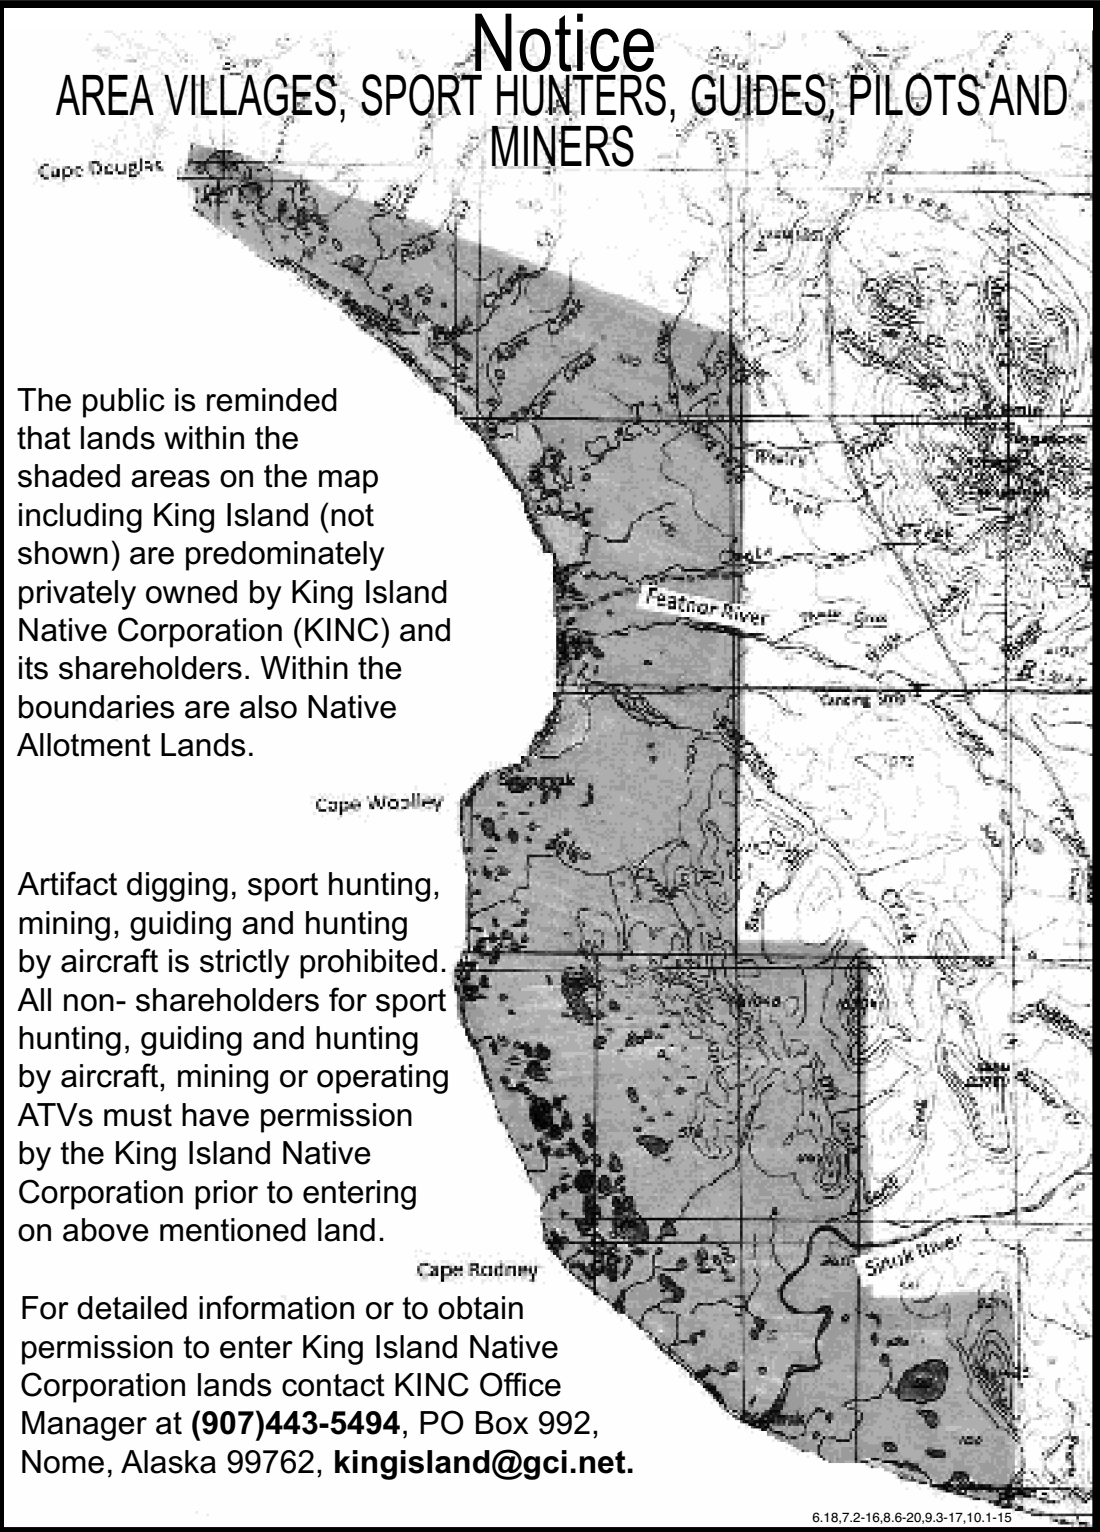 Notice
AREA VILLAGES, SPORT HUNTERS, GUIDES, PILOTS AND
MINERS
Cape Douglas
The public is reminded
that lands within the
shaded areas on the map
including King Island (not
shown) are predominately
privately owned by King Island
Native Corporation (KINC) and
its shareholders. Within the
boundaries are also Native
Allotment Lands.
Feather River
Cape Woolley
Artifact digging, sport hunting,
mining, guiding and hunting
by aircraft is strictly prohibited.
All non- shareholders for sport
hunting, guiding and hunting
by aircraft, mining or operating
ATVs must have permission
by the King Island Native
Corporation prior to entering
on above mentioned land.
Sinuk River
Cape Rodney
For detailed information or to obtain
permission to enter King Island Native
Corporation lands contact KINC Office
Manager at (907)443-5494, PO Box 992,
Nome, Alaska 99762, kingisland@gci.net.
6.18,7.2-16,8.6-20,9.3-17,10.1-15